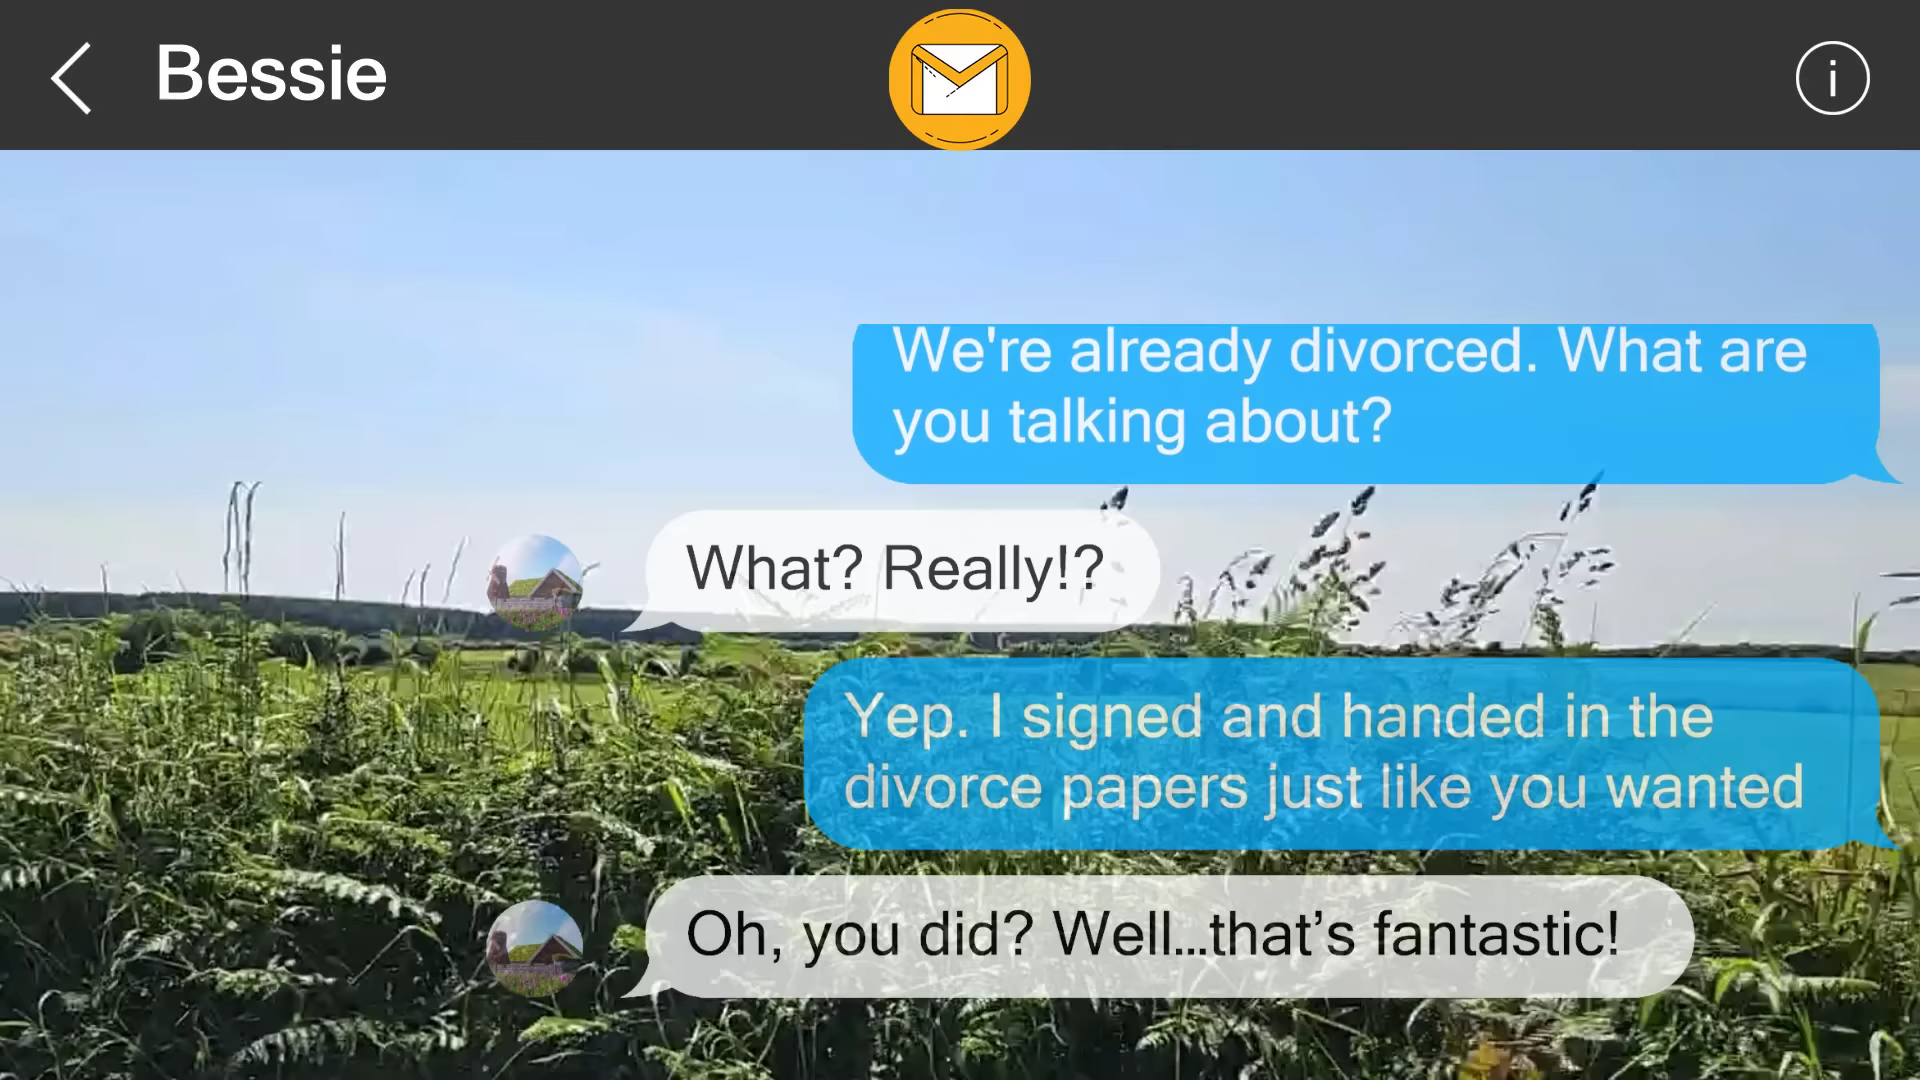 Bessie
i
We're already divorced. What are
you talking about?
What? Really!?
Yep. I signed and handed in the
divorce papers just like you wanted
Oh, you did? Well...that’s fantastic!